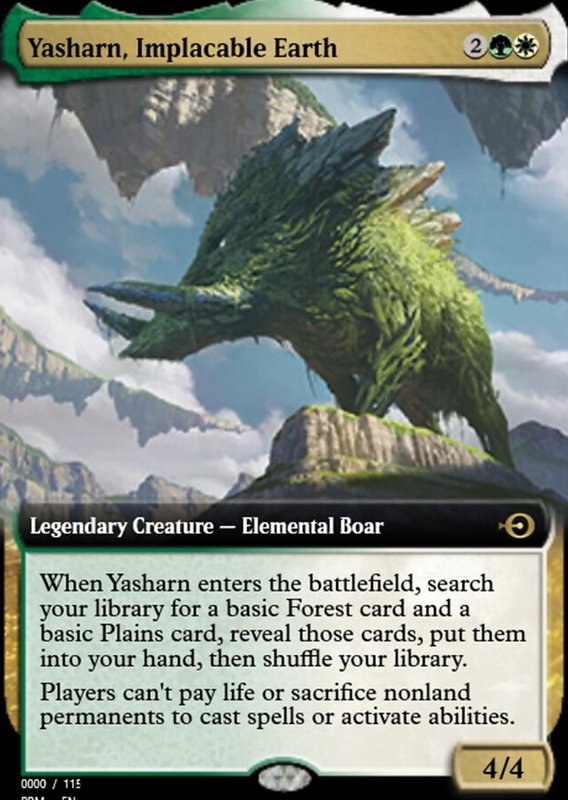 Yasharn, Implacable Earth 2
Legendary Creature — Elemental Boar
When Yasharn enters the battlefield, search
your library for a basic Forest card and a
basic Plains card, reveal those cards, put them
into your hand, then shuffle your library.
Players can't pay life or sacrifice nonland
permanents to cast spells or activate abilities.
4/4
0000 / 115